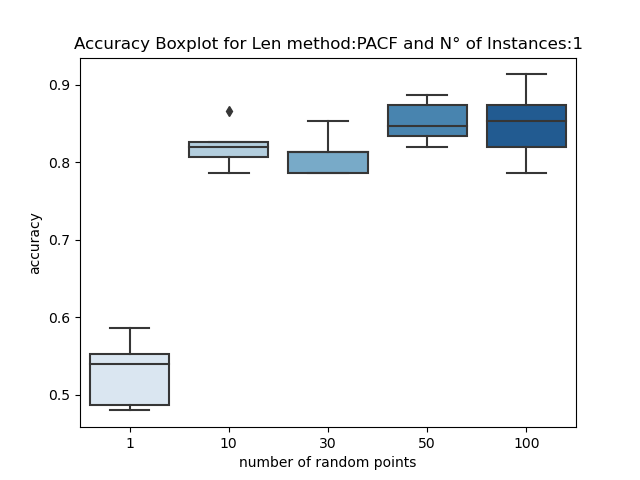 Accuracy Boxplot for Len method:PACF and N° of Instances:1
0.9
0.8
0.7
0.6
0.5
accuracy
1 10 30 50 100
number of random points